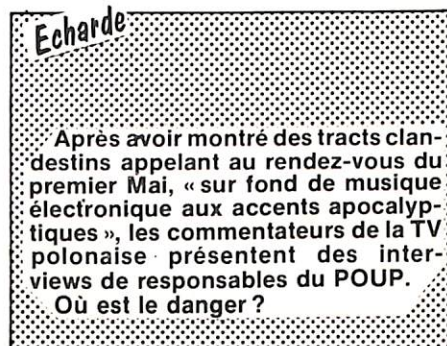 Echarde
Après avoir montré des tracts clan-
destins appelant au rendez-vous du
premier Mai, « sur fond de musique
électronique aux accents apocalyp-
tiques », les commentateurs de la TV
polonaise présentent des inter-
views de responsables du POUP.
Où est le danger ?